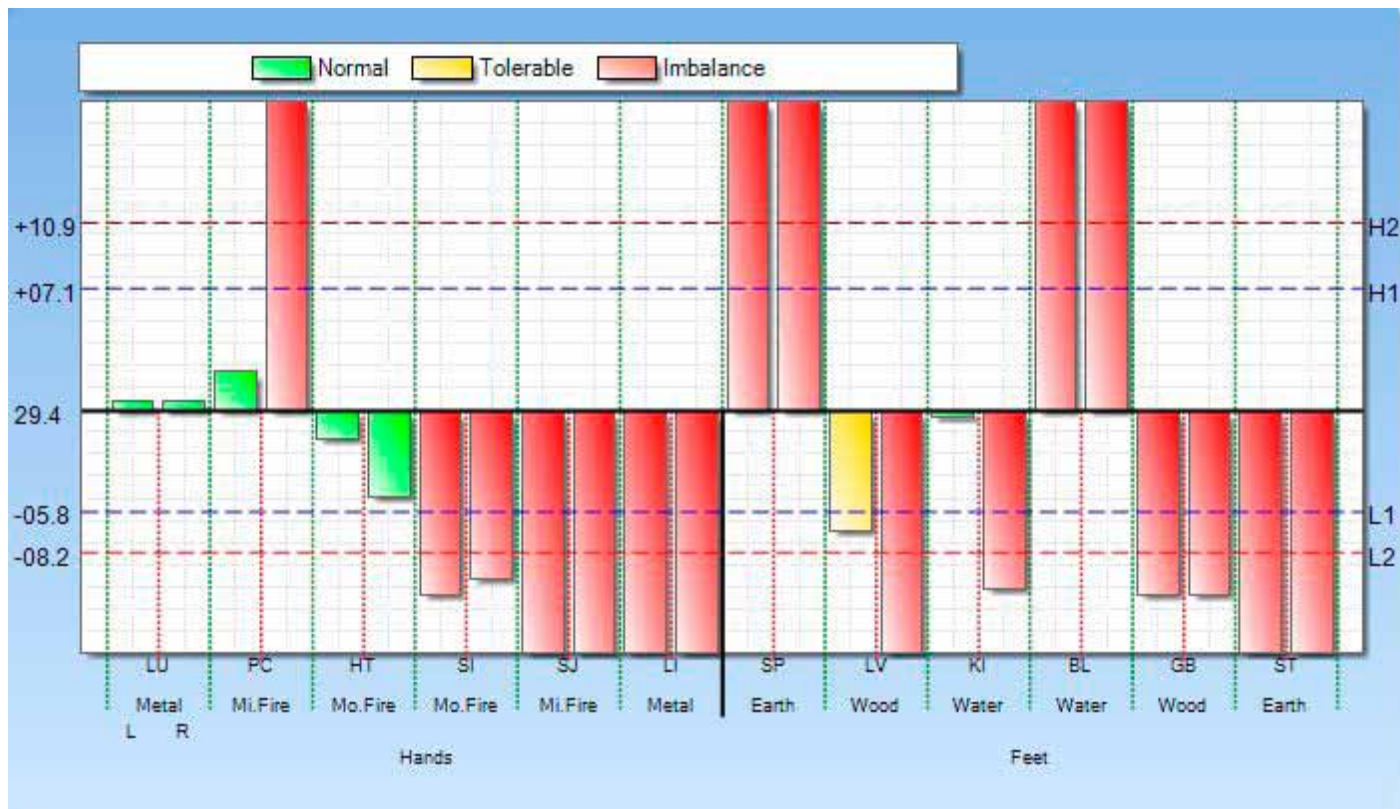 Normal Tolerable Imbalance
+10.9 H2
+07.1 H1
29.4
-05.8 L1
-08.2 L2
LU PC HT SI SJ LI SP LV KI BL GB ST
Metal Mi.Fire Mo.Fire Mo.Fire Mi.Fire Metal Earth Wood Water Water Wood Earth
L R
Hands Feet